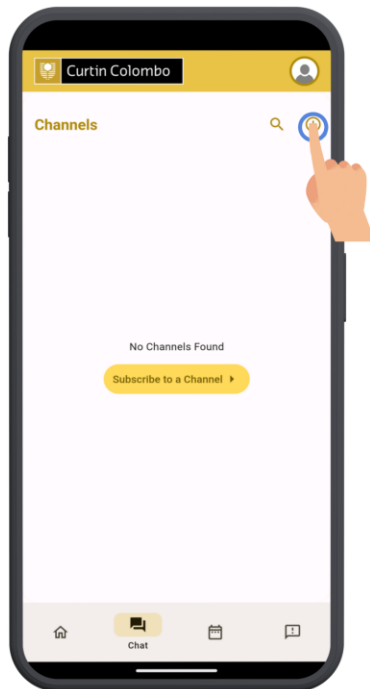 Curtin Colombo
Channels
No Channels Found
Subscribe to a Channel
Chat